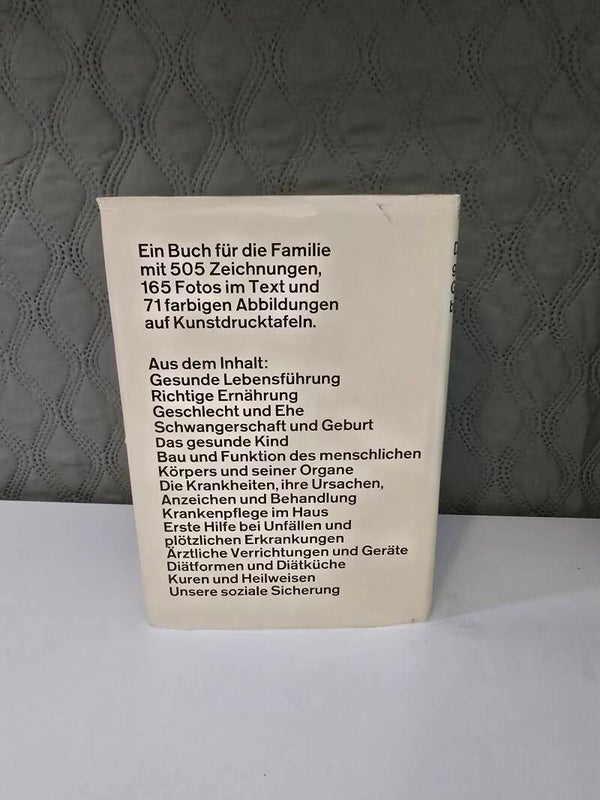 Ein Buch für die Familie
mit 505 Zeichnungen,
165 Fotos im Text und
71 farbigen Abbildungen
auf Kunstdrucktafeln.
Aus dem Inhalt:
Gesunde Lebensführung
Richtige Ernährung
Geschlecht und Ehe
Schwangerschaft und Geburt
Das gesunde Kind
Bau und Funktion des menschlichen
Körpers und seiner Organe
Die Krankheiten, ihre Ursachen,
Anzeichen und Behandlung
Krankenpflege im Haus
Erste Hilfe bei Unfällen und
plötzlichen Erkrankungen
Ärztliche Verrichtungen und Geräte
Diätformen und Diätküche
Kuren und Heilweisen
Unsere soziale Sicherung